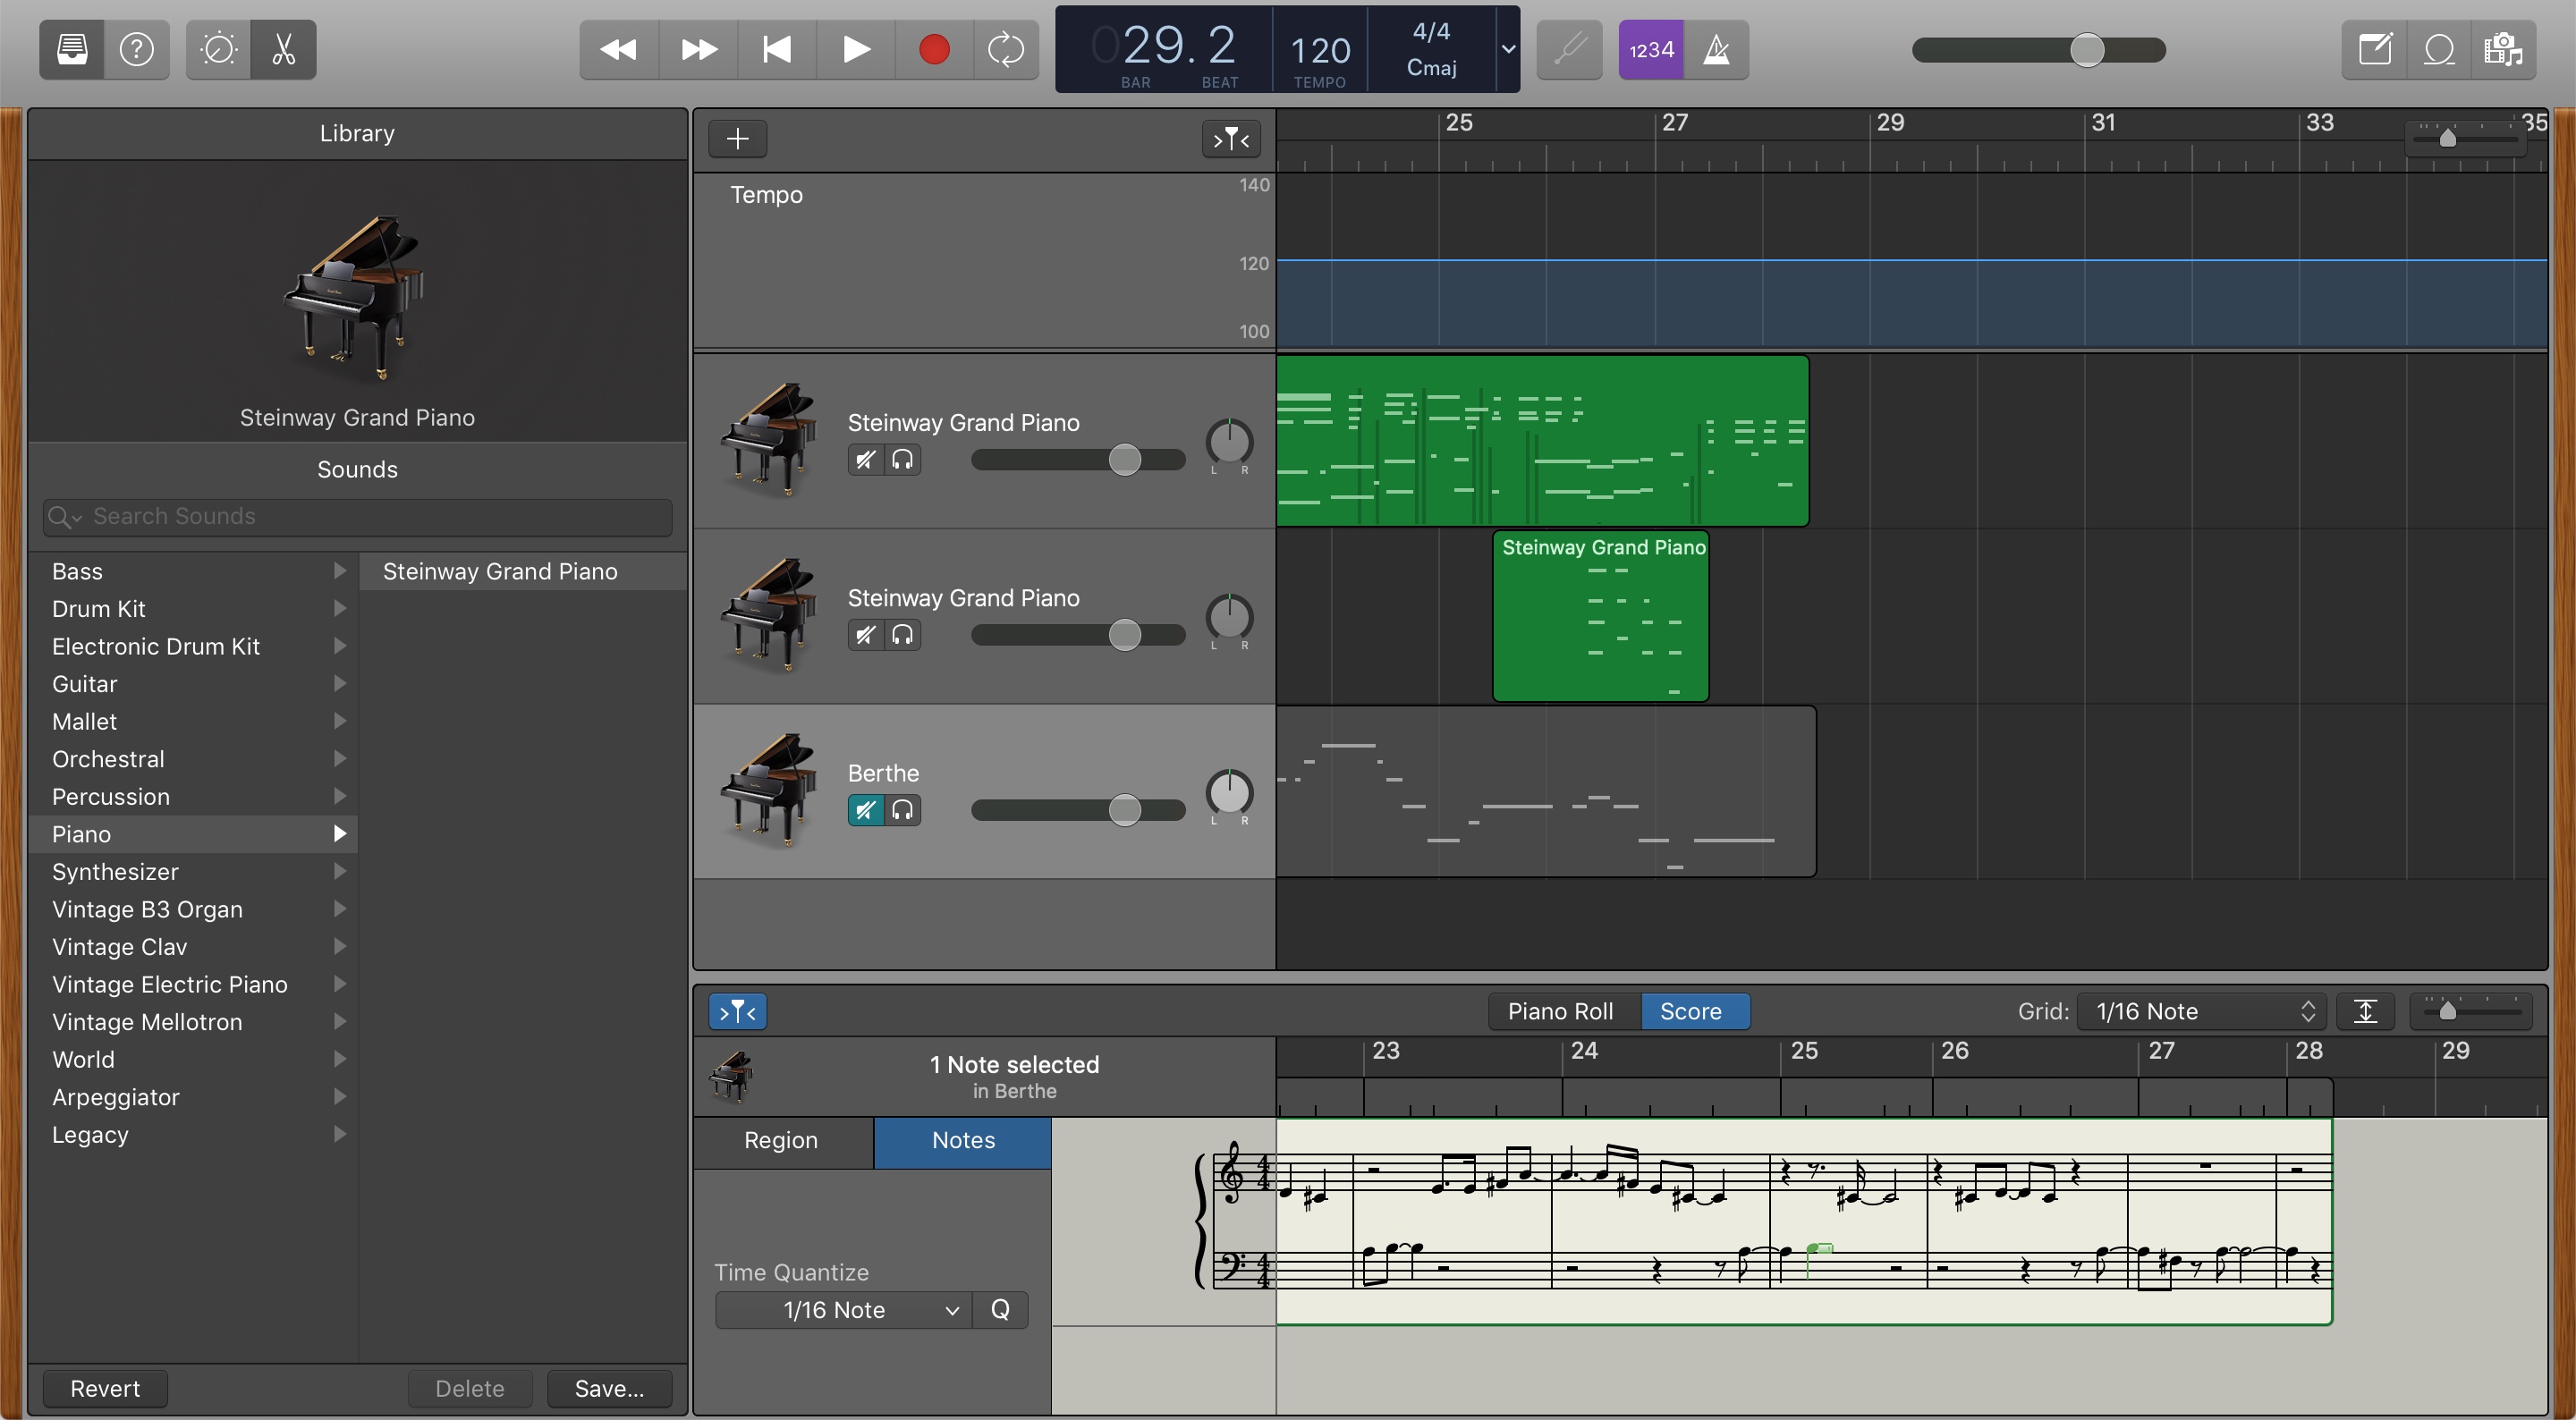 1234
029. 2
BAR
BEAT
120
TEMPO
4/4
Cmaj
Library
Steinway Grand Piano
Sounds
Search Sounds
Bass
Drum Kit
Electronic Drum Kit
Guitar
Mallet
Orchestral
Percussion
Piano
Synthesizer
Vintage B3 Organ
Vintage Clav
Vintage Electric Piano
Vintage Mellotron
World
Arpeggiator
Legacy
Steinway Grand Piano
Revert
Delete
Save...
25
27
29
31
33
35
Tempo
140
120
100
Steinway Grand Piano
L R
Steinway Grand Piano
L R
Steinway Grand Piano
Berthe
L R
Piano Roll
Score
Grid:
1/16 Note
1 Note selected
in Berthe
23
24
25
26
27
28
29
Region
Notes
Time Quantize
1/16 Note
Q
4
4
4
4